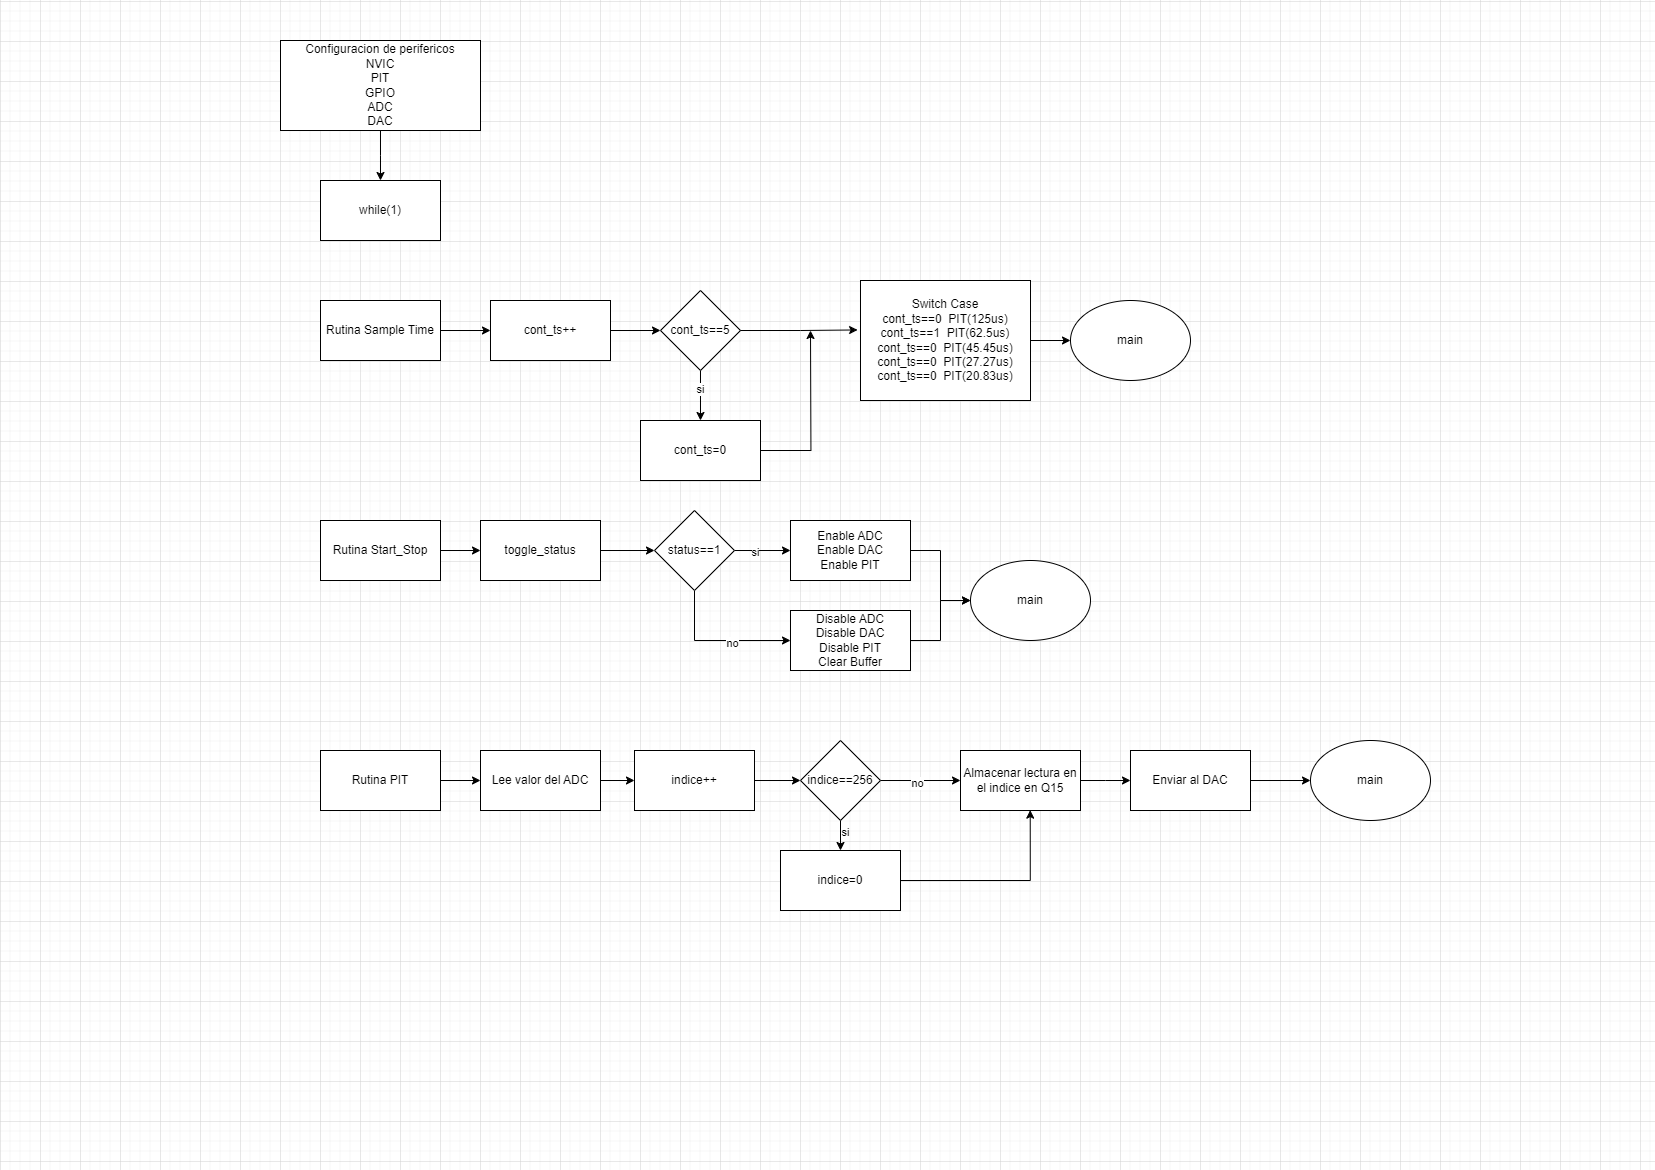 Configuracion de perifericos
NVIC
PIT
GPIO
ADC
DAC
while(1)
Rutina Sample Time
cont_ts++
cont_ts==5
si
cont_ts=0
Switch Case
cont_ts==0  PIT(125us)
cont_ts==1  PIT(62.5us)
cont_ts==0  PIT(45.45us)
cont_ts==0  PIT(27.27us)
cont_ts==0  PIT(20.83us)
main
Rutina Start_Stop
toggle_status
status==1
si
Enable ADC
Enable DAC
Enable PIT
no
Disable ADC
Disable DAC
Disable PIT
Clear Buffer
main
Rutina PIT
Lee valor del ADC
indice++
indice==256
no
si
indice=0
Almacenar lectura en
el indice en Q15
Enviar al DAC
main